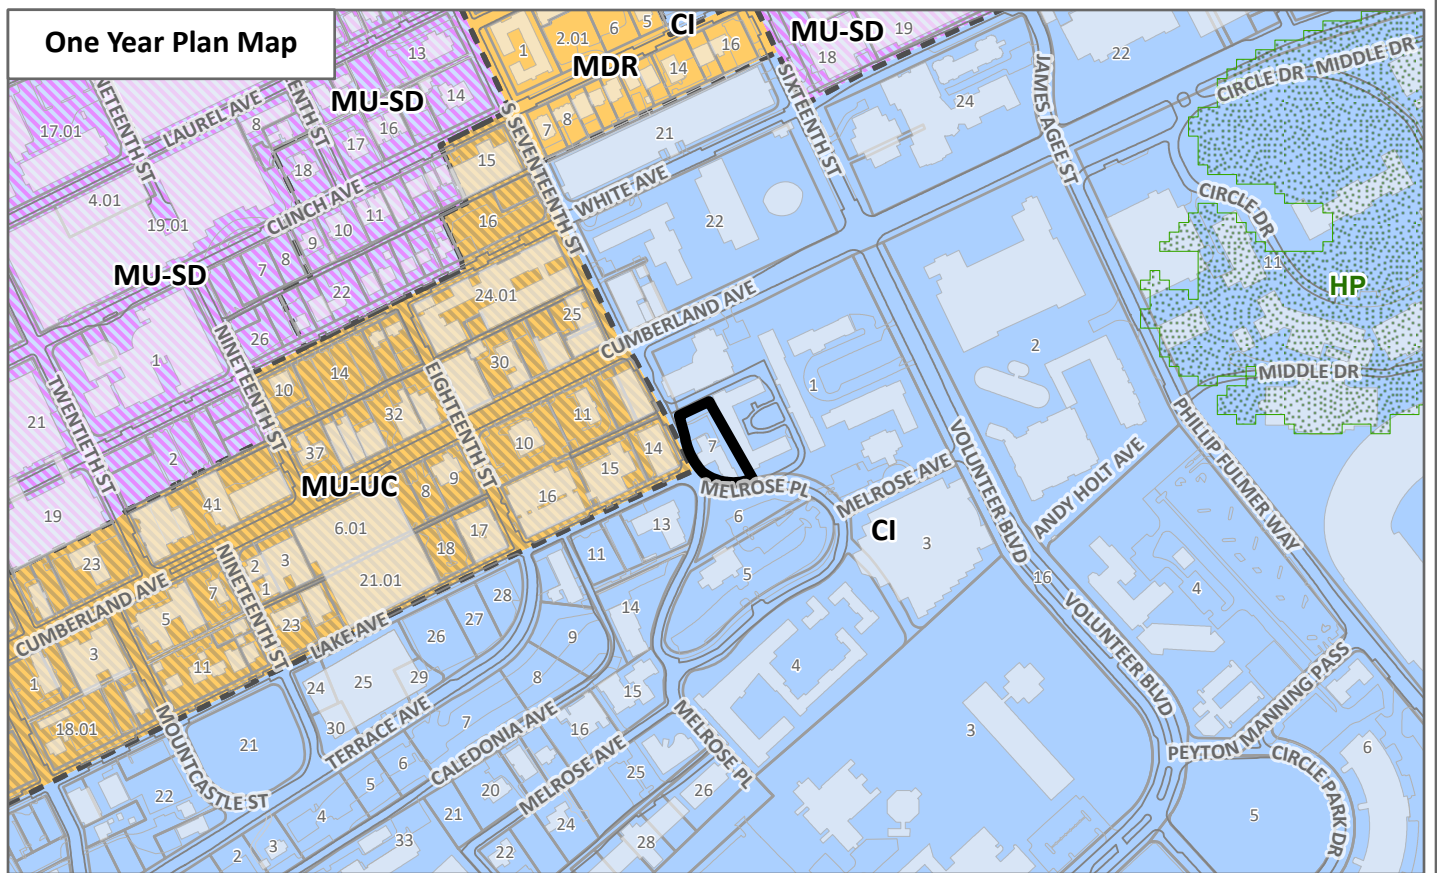 One Year Plan Map
MU-SD
MU-SD
MU-SD
MDR
CI
MU-UC
CI
HP
LAUREL AVE
CLINCH AVE
S SEVENTEENTH ST
SIXTEENTH ST
JAMES AGEE ST
CIRCLE DR
MIDDLE DR
CIRCLE DR
MIDDLE DR
WHITE AVE
CUMBERLAND AVE
NINETEENTH ST
EIGHTEENTH ST
TWENTIETH ST
NINETEENTH ST
CUMBERLAND AVE
LAKE AVE
MOUNTCASTLE ST
TERRACE AVE
CALEDONIA AVE
MELROSE AVE
MELROSE PL
MELROSE PL
MELROSE AVE
VOLUNTEER BLVD
ANDY HOLT AVE
PHILLIP FULMER WAY
VOLUNTEER BLVD
PEYTON MANNING PASS
CIRCLE PARK DR
13
14
17.01
8
16
17
18
4.01
19.01
11
10
9
8
7
22
26
1
21
2
19
1
2.01
6
5
16
14
8
7
15
16
21
18
19
24
22
22
11
2
1
7
24.01
25
30
14
10
32
37
11
10
14
15
16
9
8
17
18
41
6.01
21.01
2
3
1
23
23
7
5
3
11
1
18.01
13
6
5
11
14
28
27
26
9
8
7
29
25
24
30
21
22
15
16
25
26
20
21
24
28
22
33
6
5
4
3
2
3
4
3
16
4
5
6